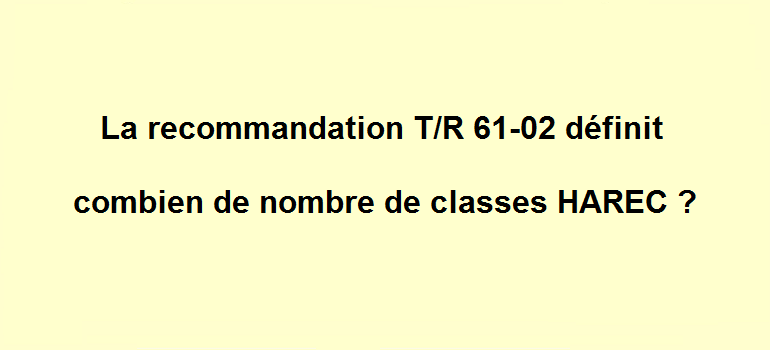 La recommandation T/R 61-02 définit
combien de nombre de classes HAREC ?